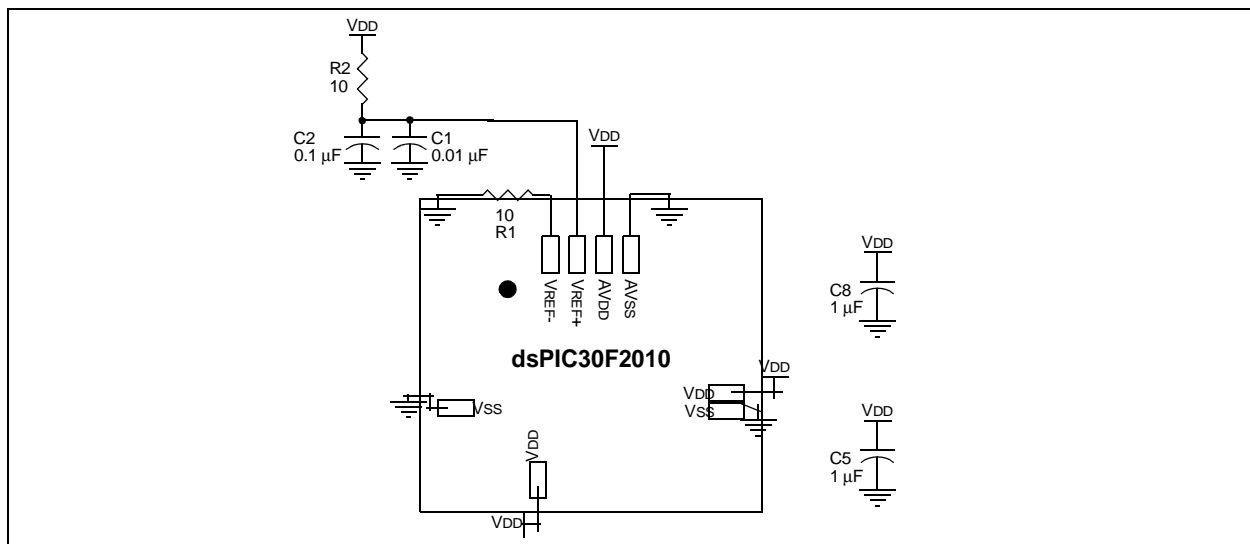 VDD
R2
10
C2
0.1 µF
C1
0.01 µF
VDD
10
R1
VREF-
VREF+
AVDD
AVSS
dsPIC30F2010
VDD
C8
1 µF
VDD
VDD
VSS
VSS
VDD
VDD
VDD
C5
1 µF